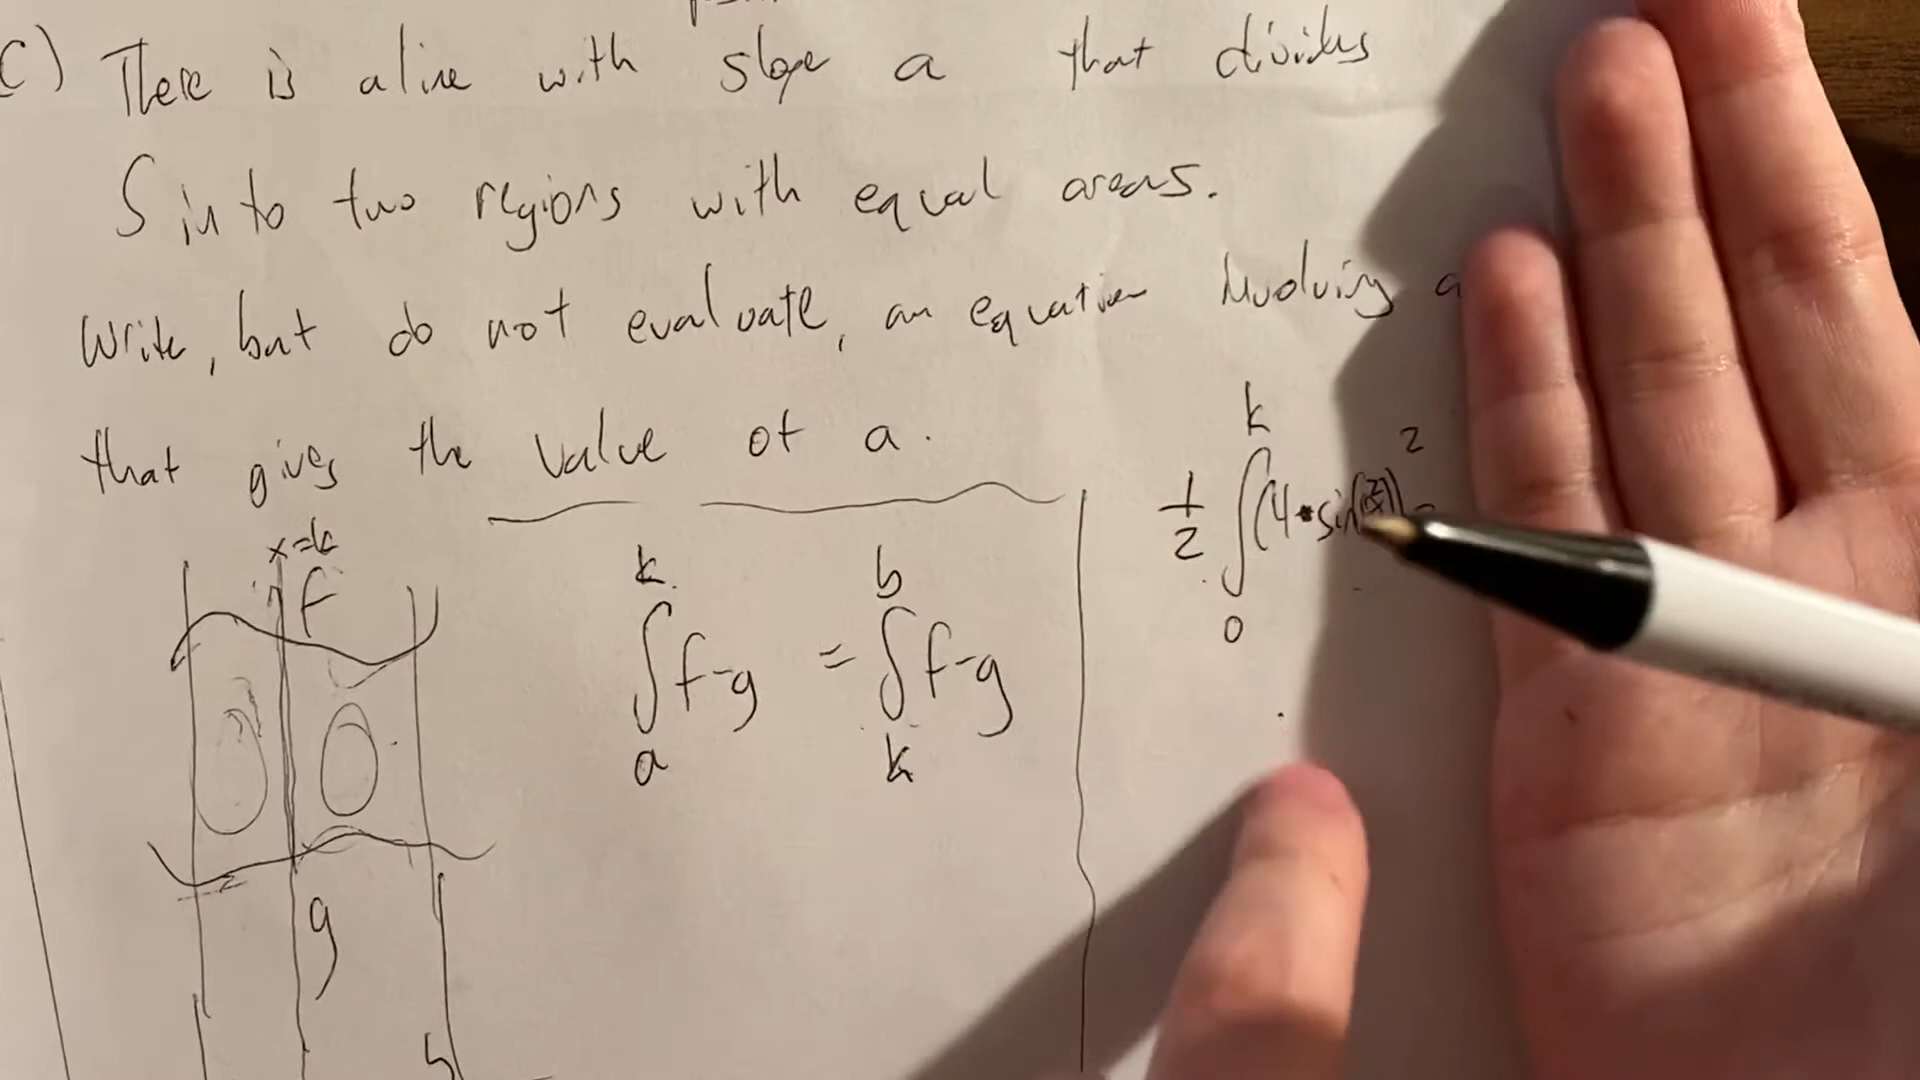 C) There is a line with slope a that divides
S into two regions with equal areas.
Write, but do not evaluate, an equation involving a
that gives the value of a.
x=k
f
g
b
k
∫ f-g
a
=
b
∫ f-g
k
k
1/2 ∫ (4 sin( ))²
0